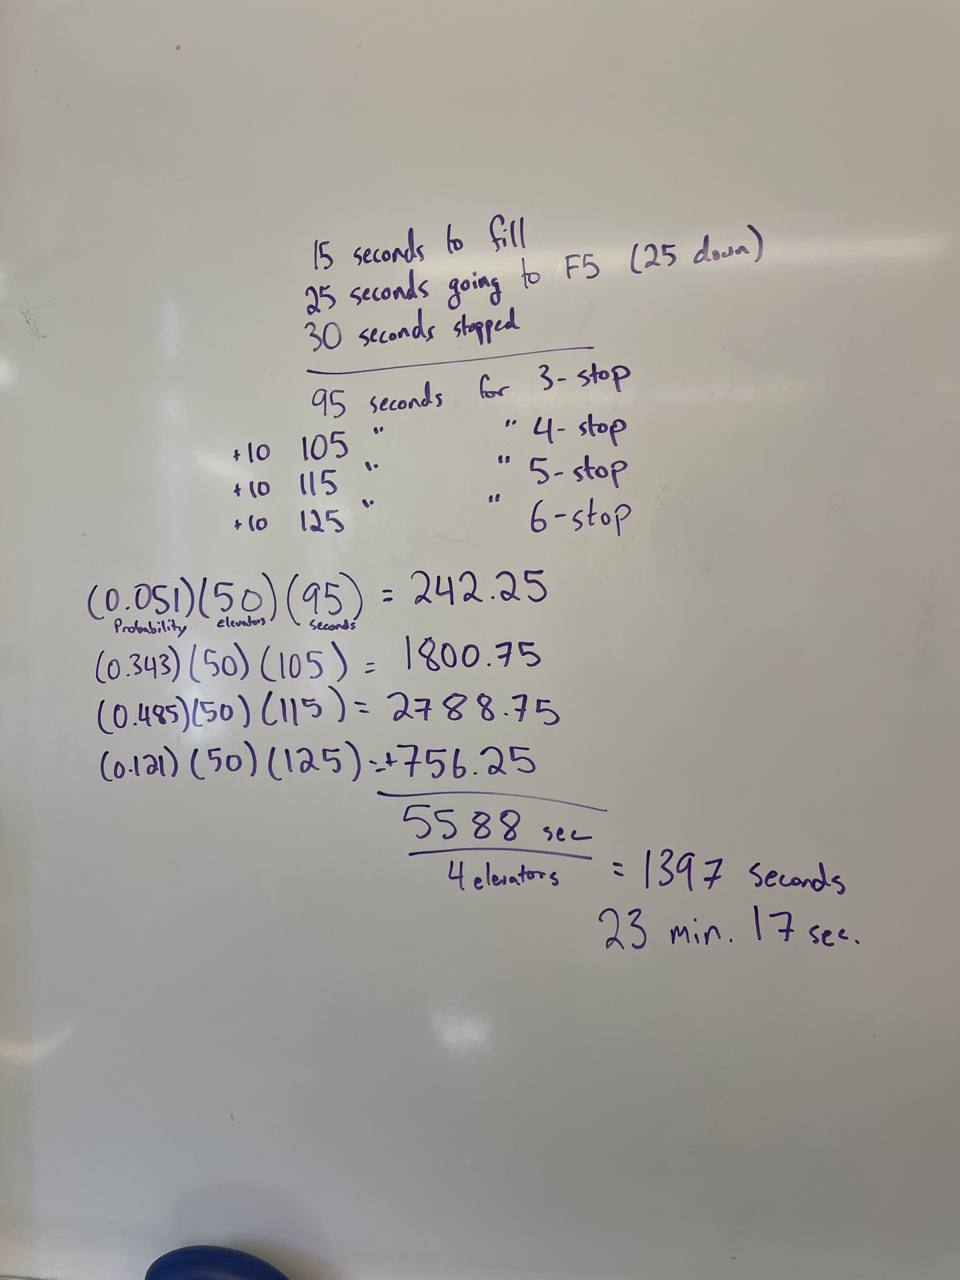 15 seconds to fill
25 seconds going to F5 (25 down)
30 seconds stopped
95 seconds for 3-stop
+10 105 " " 4-stop
+10 115 " " 5-stop
+10 125 " " 6-stop
(0.051)(50)(95) = 242.25
Probability elevators seconds
(0.343)(50)(105) = 1800.75
(0.485)(50)(115) = 2788.75
(0.121)(50)(125) = +756.25
5588 sec
4 elevators = 1397 seconds
23 min. 17 sec.